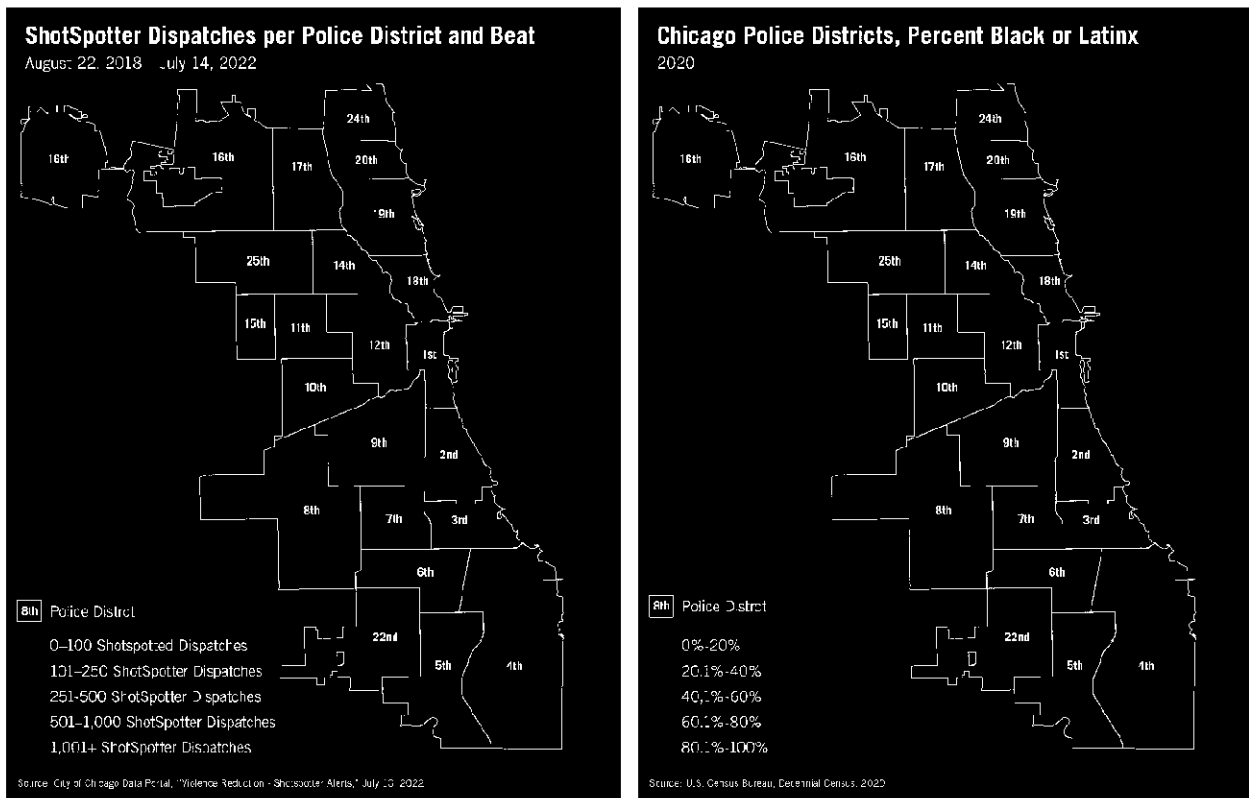 ShotSpotter Dispatches per Police District and Beat
August 22, 2018 July 14, 2022
24th
16th
16th
17th
20th
19th
25th
14th
18th
15th
11th
12th
1st
10th
9th
2nd
8th
7th
3rd
6th
22nd
5th
4th
8th Police District
0–100 Shotspotted Dispatches
101–250 ShotSpotter Dispatches
251-500 ShotSpotter Dispatches
501–1,000 ShotSpotter Dispatches
1,001+ ShotSpotter Dispatches
Source: City of Chicago Data Portal, "Violence Reduction - Shotspotter Alerts," July 2022
Chicago Police Districts, Percent Black or Latinx
2020
24th
16th
16th
17th
20th
19th
25th
14th
18th
15th
11th
12th
1st
10th
9th
2nd
8th
7th
3rd
6th
22nd
5th
4th
8th Police District
0%-20%
20.1%-40%
40.1%-60%
60.1%-80%
80.1%-100%
Source: U.S. Census Bureau, Decennial Census, 2020